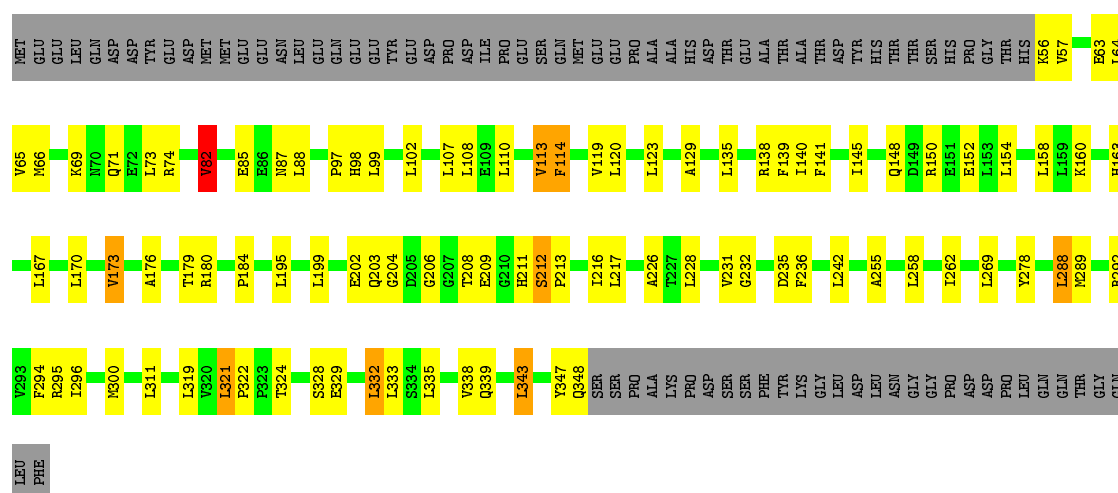 MET GLU GLU LEU LEU GLN ASP ASP TYR GLU ASP MET MET GLU GLU ASN LEU GLU GLN GLU GLU TYR GLU ASP PRO ASP ILE PRO GLU SER GLN MET GLU GLU PRO ALA ALA HIS ASP THR GLU ALA THR ALA THR ASP TYR HIS THR THR SER HIS PRO GLY THR HIS K56 V57 E63 L64
V65 M66 K69 N70 Q71 E72 L73 R74 V82 E85 E86 N87 L88 P97 H98 L99 L102 L107 L108 E109 L110 V113 F114 V119 L120 L123 A129 L135 R138 F139 I140 F141 I145 Q148 D149 R150 E151 E152 L153 L154 L158 L159 K160 H163
L167 L170 V173 A176 T179 R180 P184 L195 L199 E202 Q203 G204 D205 G206 G207 T208 E209 G210 H211 S212 P213 I216 L217 A226 T227 L228 V231 G232 D235 F236 L242 A255 L258 I262 L269 Y278 L288 M289 R292
V293 F294 R295 I296 M300 L311 L319 V320 L321 P322 P323 T324 S328 E329 L332 L333 S334 L335 V338 Q339 L343 Y347 Q348 SER SER PRO ALA LYS PRO ASP SER SER PHE TYR LYS GLY LEU ASP LEU ASN GLY GLY PRO ASP ASP PRO LEU GLN GLN THR GLY GLN
LEU PHE